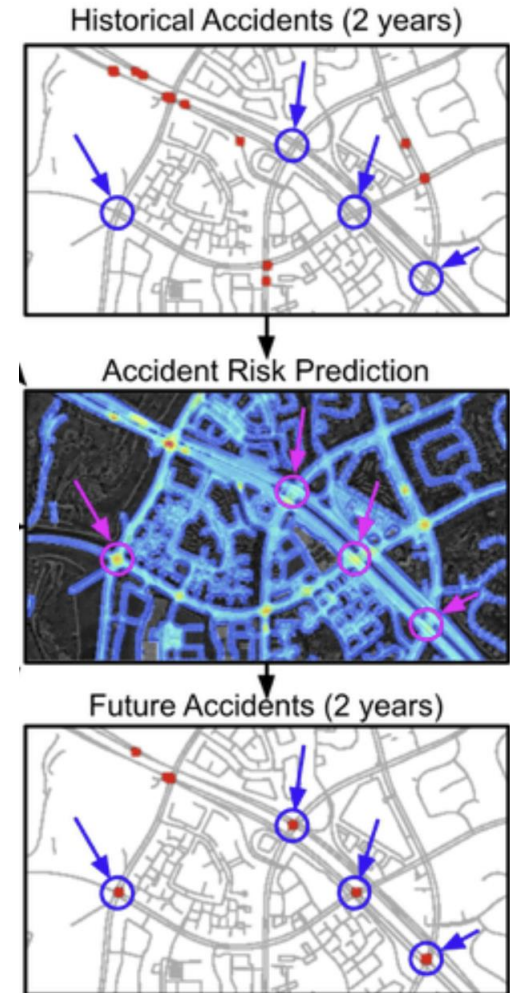 Historical Accidents (2 years)
Accident Risk Prediction
Future Accidents (2 years)